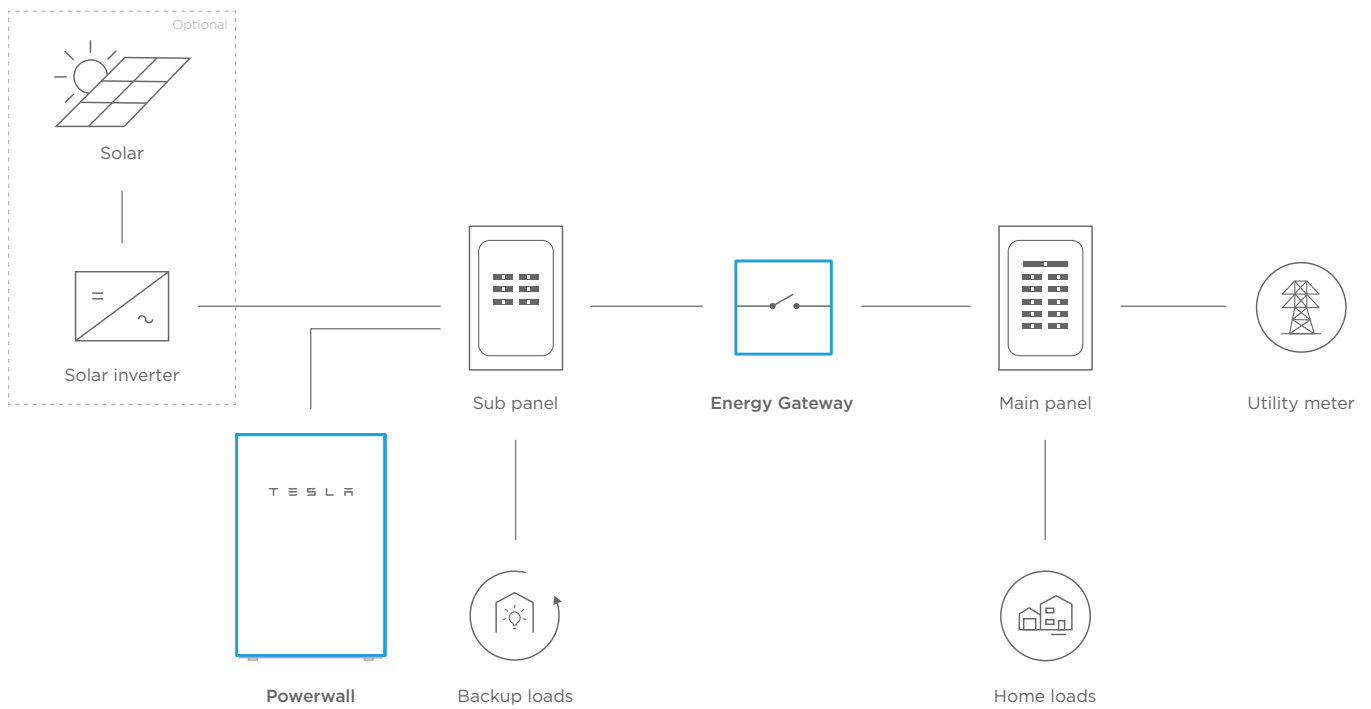 Optional
Solar
Solar inverter
Sub panel
Energy Gateway
Main panel
Utility meter
TESLA
Powerwall
Backup loads
Home loads